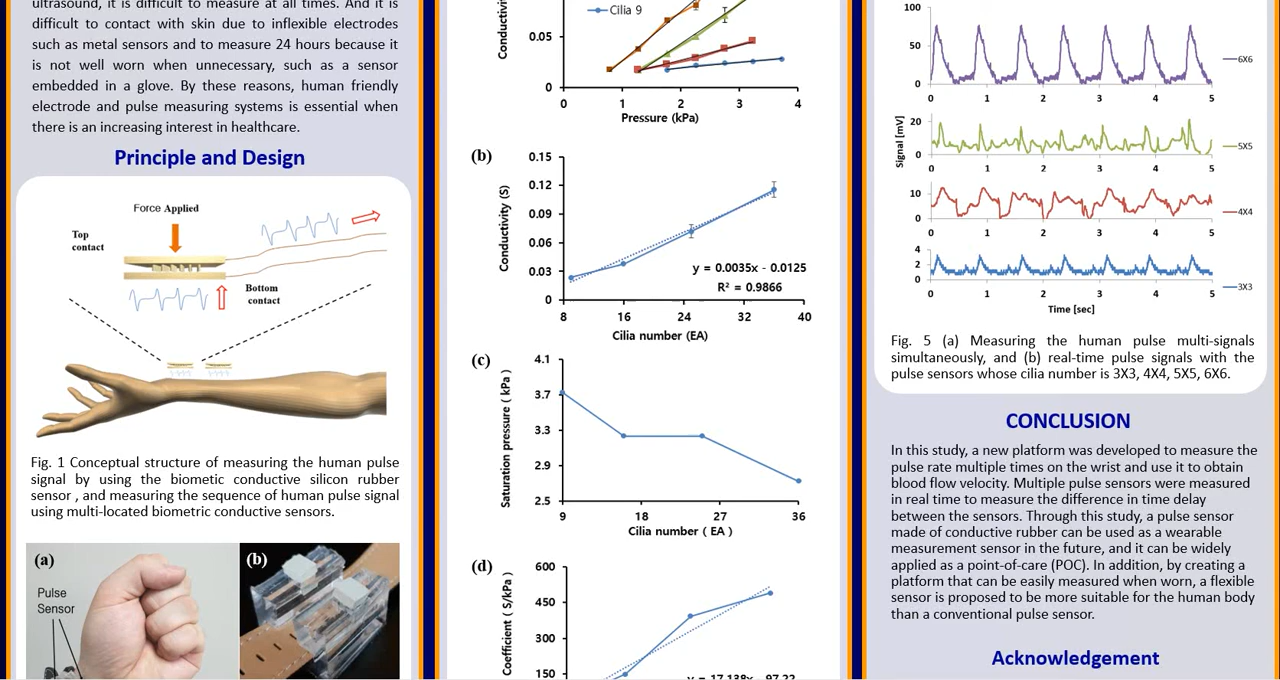 ultrasound, it is difficult to measure at all times. And it is
difficult to contact with skin due to inflexible electrodes
such as metal sensors and to measure 24 hours because it
is not well worn when unnecessary, such as a sensor
embedded in a glove. By these reasons, human friendly
electrode and pulse measuring systems is essential when
there is an increasing interest in healthcare.
Principle and Design
Force Applied
Top
contact
Bottom
contact
Fig. 1 Conceptual structure of measuring the human pulse
signal by using the biometic conductive silicon rubber
sensor , and measuring the sequence of human pulse signal
using multi-located biometric conductive sensors.
(a)
Pulse
Sensor
(b)
Cilia 9
0.05
0
0 1 2 3 4
Pressure (kPa)
(b)
Conductivity (S)
0.15
0.12
0.09
0.06
0.03
0
8 16 24 32 40
y = 0.0035x - 0.0125
R² = 0.9866
Cilia number (EA)
(c)
Saturation pressure ( kPa )
4.1
3.7
3.3
2.9
2.5
9 18 27 36
Cilia number ( EA )
(d)
Coefficient ( S/kPa )
600
450
300
150
y = 17.138x - 97.22
100
50
0
0 1 2 3 4 5
6X6
Signal [mV]
20
0
0 1 2 3 4 5
5X5
10
0
0 1 2 3 4 5
4X4
4
2
0
0 1 2 3 4 5
3X3
Time [sec]
Fig. 5 (a) Measuring the human pulse multi-signals
simultaneously, and (b) real-time pulse signals with the
pulse sensors whose cilia number is 3X3, 4X4, 5X5, 6X6.
CONCLUSION
In this study, a new platform was developed to measure the
pulse rate multiple times on the wrist and use it to obtain
blood flow velocity. Multiple pulse sensors were measured
in real time to measure the difference in time delay
between the sensors. Through this study, a pulse sensor
made of conductive rubber can be used as a wearable
measurement sensor in the future, and it can be widely
applied as a point-of-care (POC). In addition, by creating a
platform that can be easily measured when worn, a flexible
sensor is proposed to be more suitable for the human body
than a conventional pulse sensor.
Acknowledgement